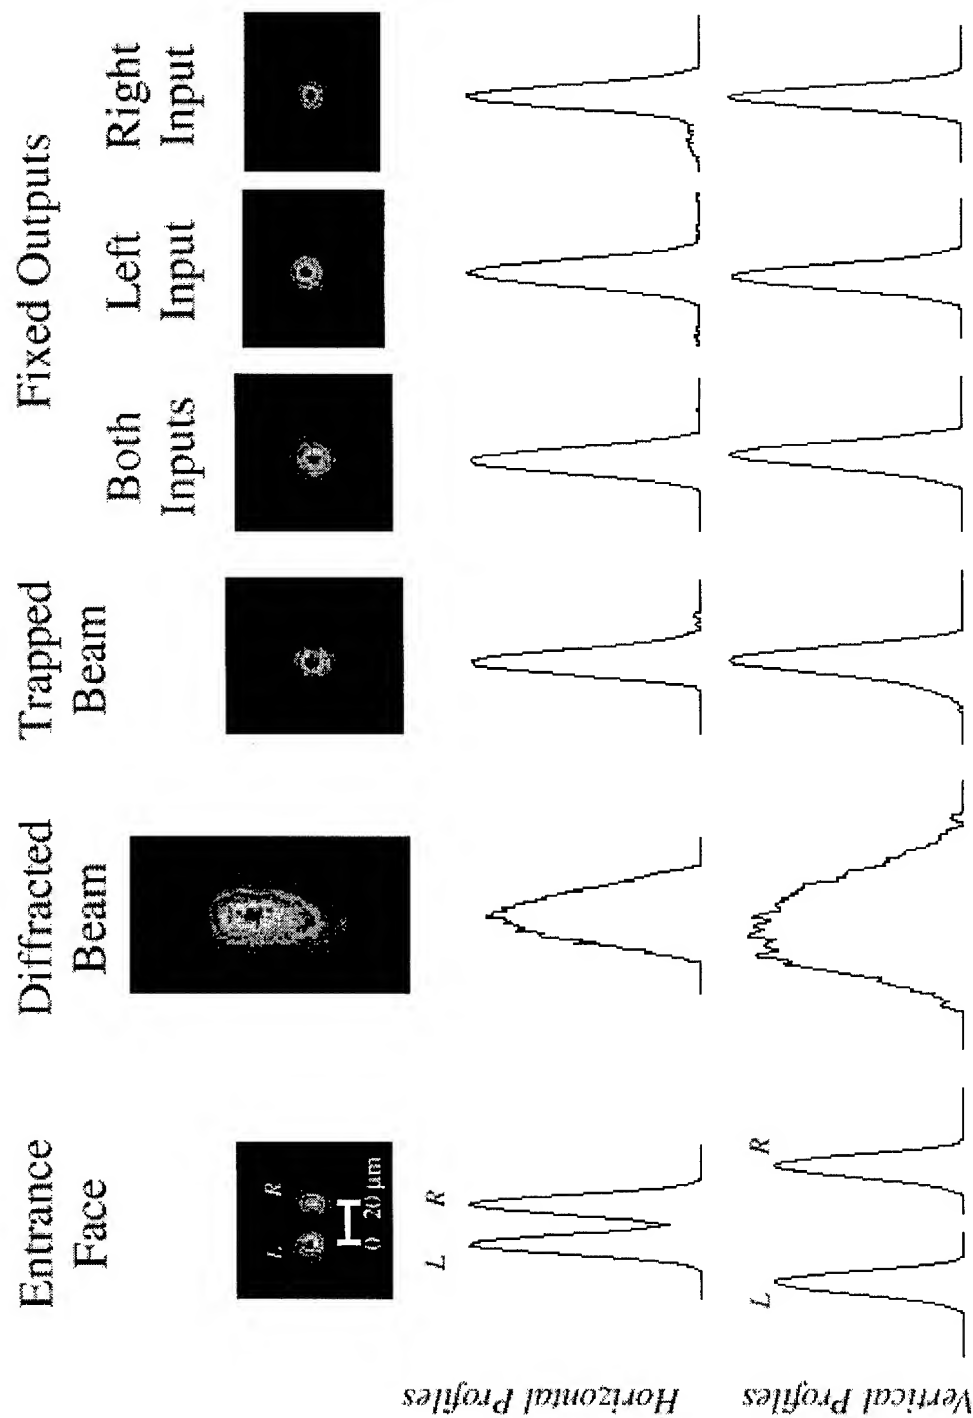 Fixed Outputs
Entrance
Face
Diffracted
Beam
Trapped
Beam
Both
Inputs
Left
Input
Right
Input
L
R
0 20 μm
Horizontal Profiles
L
R
Vertical Profiles
L
R